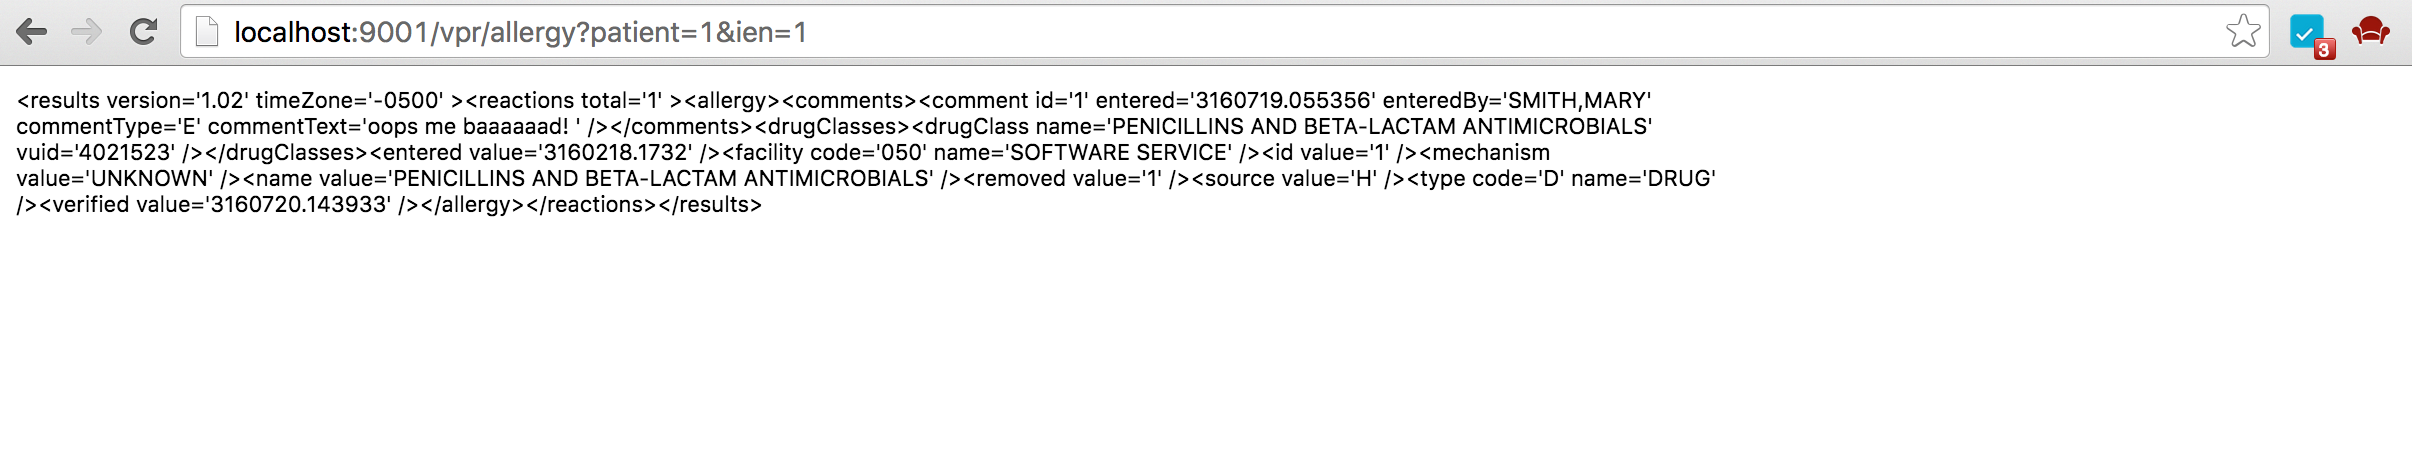 localhost:9001/vpr/allergy?patient=1&ien=1
3
<results version='1.02' timeZone='-0500' ><reactions total='1' ><allergy><comments><comment id='1' entered='3160719.055356' enteredBy='SMITH,MARY'
commentType='E' commentText='oops me baaaaaad! ' /></comments><drugClasses><drugClass name='PENICILLINS AND BETA-LACTAM ANTIMICROBIALS'
vuid='4021523' /></drugClasses><entered value='3160218.1732' /><facility code='050' name='SOFTWARE SERVICE' /><id value='1' /><mechanism
value='UNKNOWN' /><name value='PENICILLINS AND BETA-LACTAM ANTIMICROBIALS' /><removed value='1' /><source value='H' /><type code='D' name='DRUG'
/><verified value='3160720.143933' /></allergy></reactions></results>